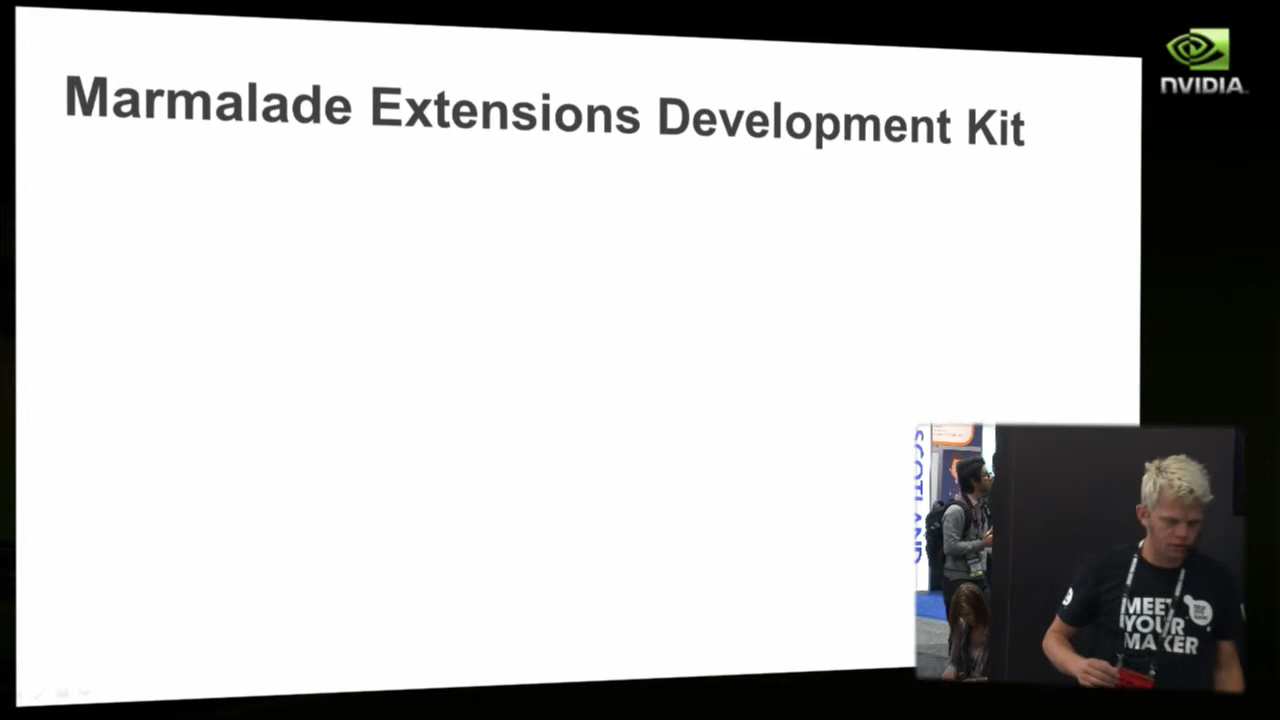 Marmalade Extensions Development Kit
NVIDIA
SCOTLAND
MEET
YOUR
MAKER